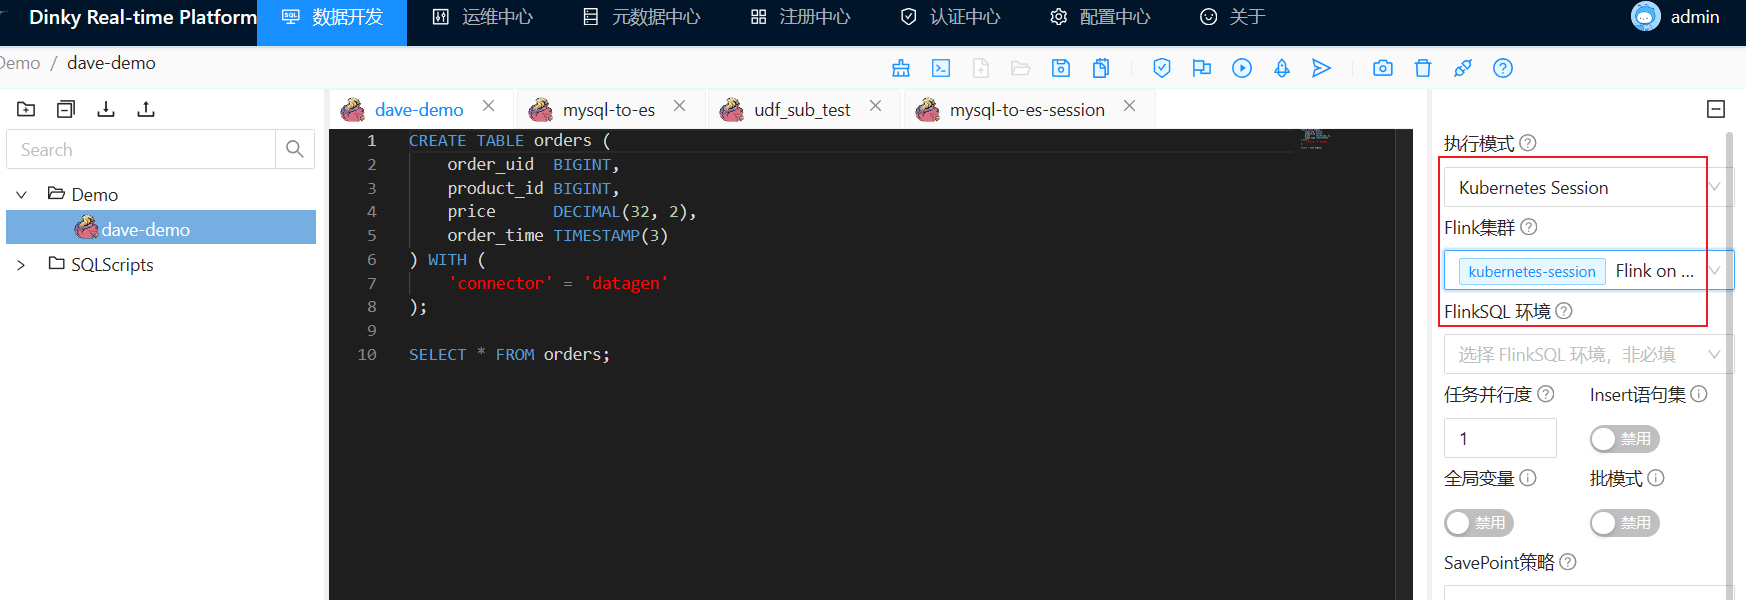 Dinky Real-time Platform
数据开发
运维中心
元数据中心
注册中心
认证中心
配置中心
关于
admin
Demo / dave-demo
dave-demo
mysql-to-es
udf_sub_test
mysql-to-es-session
Search
Demo
dave-demo
SQLScripts
1 CREATE TABLE orders (
2 order_uid BIGINT,
3 product_id BIGINT,
4 price DECIMAL(32, 2),
5 order_time TIMESTAMP(3)
6 ) WITH (
7 'connector' = 'datagen'
8 );
9
10 SELECT * FROM orders;
执行模式
Kubernetes Session
Flink集群
kubernetes-session Flink on ...
FlinkSQL 环境
选择 FlinkSQL 环境，非必填
任务并行度 Insert语句集
1 禁用
全局变量 批模式
禁用 禁用
SavePoint策略